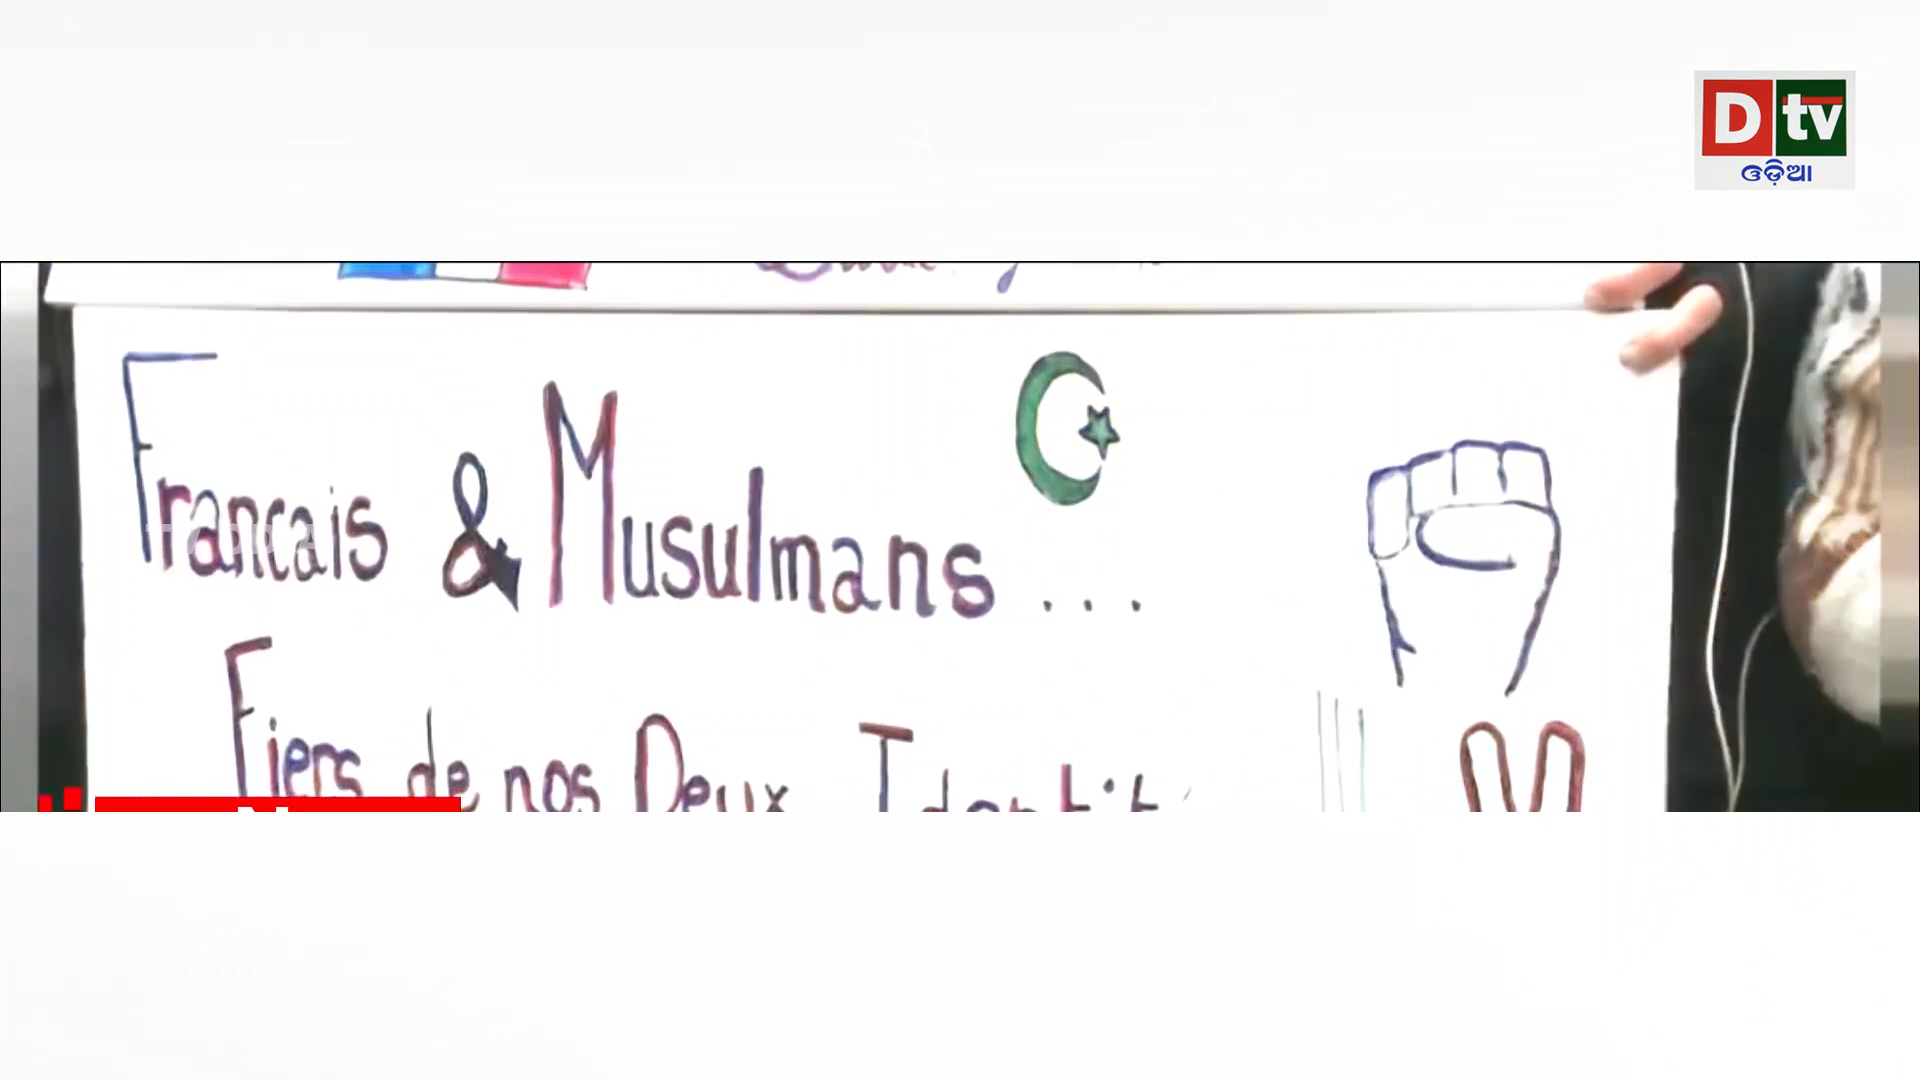 D tv
ଓଡ଼ିଆ
Francais & Musulmans ...
Fiers de nos Deux